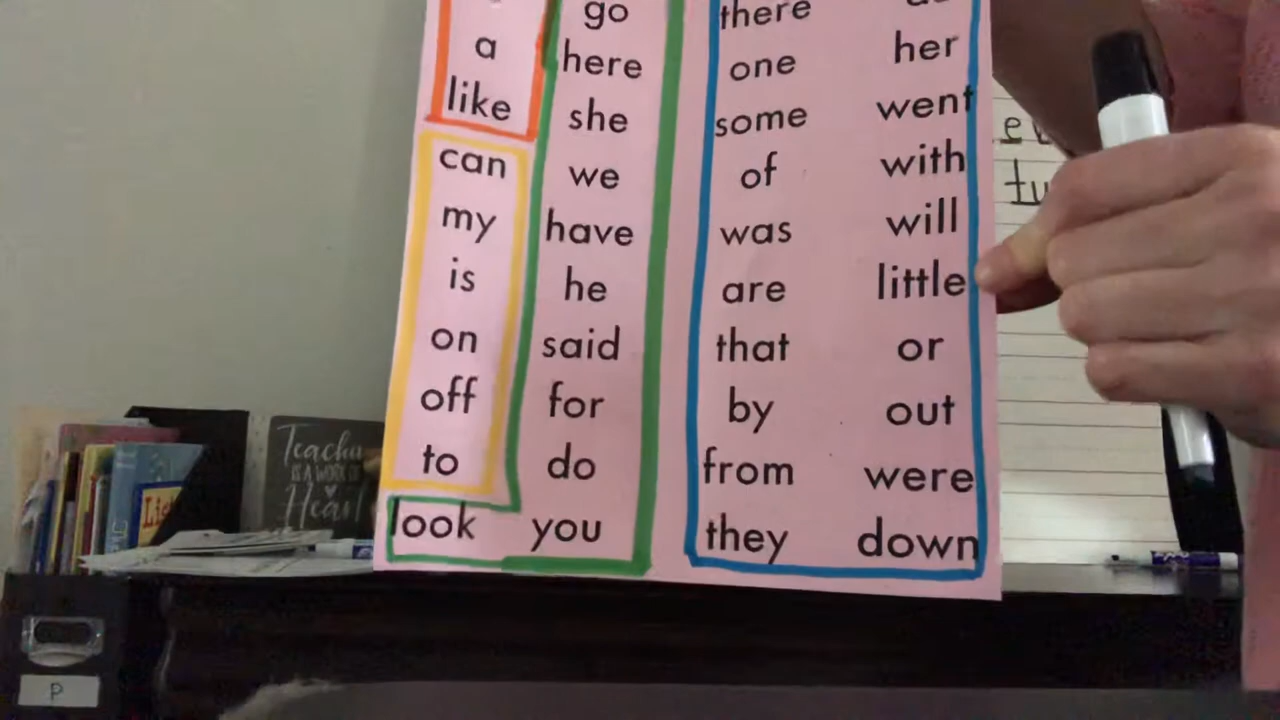 a
like
can
my
is
on
off
to
look
go
here
she
we
have
he
said
for
do
you
there
one
some
of
was
are
that
by
from
they
her
went
with
will
little
or
out
were
down
IS A WORK OF
Heart
P